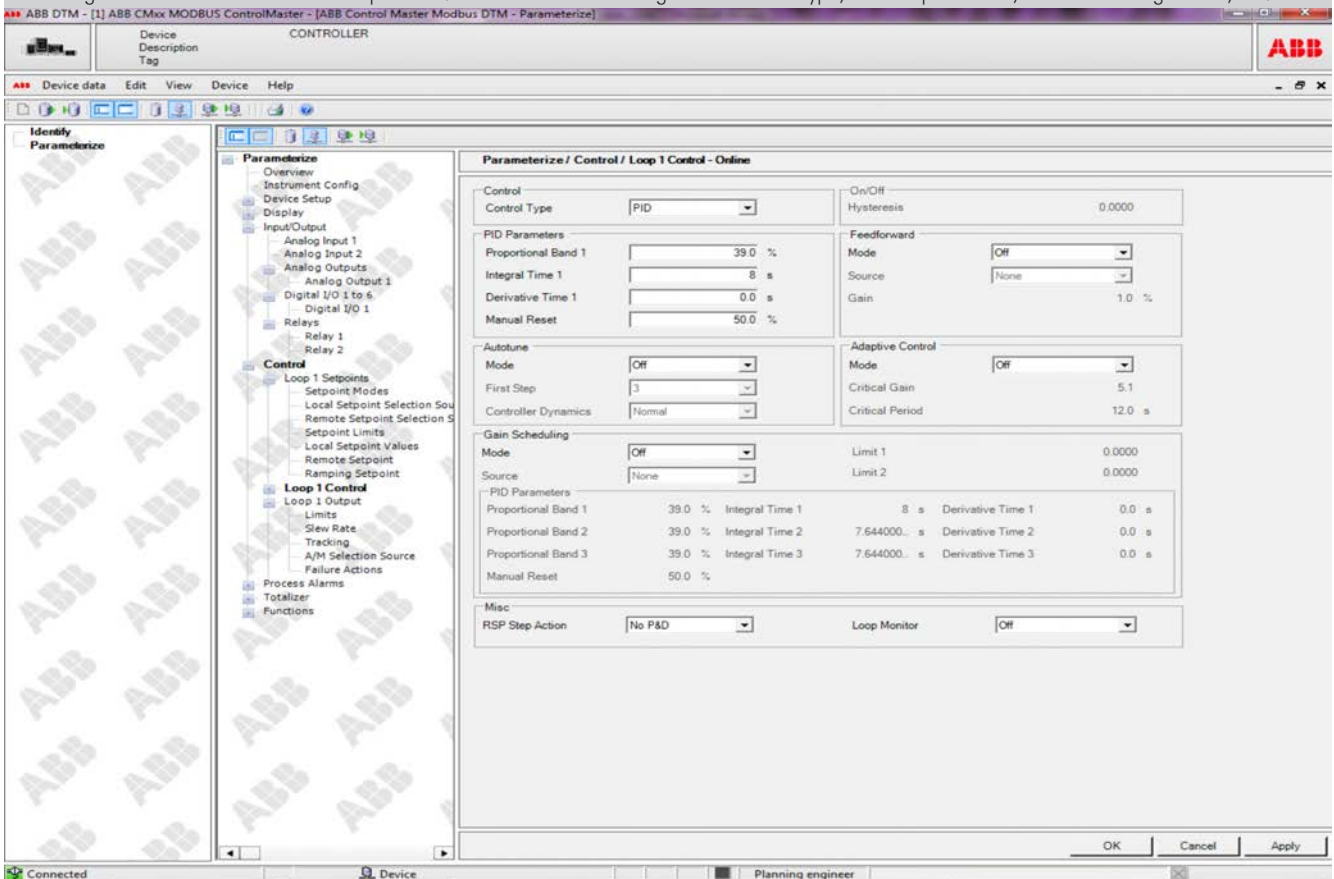 ABB DTM - [1] ABB CMxx MODBUS ControlMaster - [ABB Control Master Modbus DTM - Parameterize]
Device CONTROLLER
Description
Tag
ABB
Device data Edit View Device Help
Identify
Parameterize
Parameterize
Overview
Instrument Config
Device Setup
Display
Input/Output
Analog Input 1
Analog Input 2
Analog Outputs
Analog Output 1
Digital I/O 1 to 6
Digital I/O 1
Relays
Relay 1
Relay 2
Control
Loop 1 Setpoints
Setpoint Modes
Local Setpoint Selection Sou
Remote Setpoint Selection S
Setpoint Limits
Local Setpoint Values
Remote Setpoint
Ramping Setpoint
Loop 1 Control
Loop 1 Output
Limits
Slew Rate
Tracking
A/M Selection Source
Failure Actions
Process Alarms
Totalizer
Functions
Parameterize / Control / Loop 1 Control - Online
Control
Control Type PID
On/Off
Hysteresis 0.0000
PID Parameters
Proportional Band 1 39.0 %
Integral Time 1 8 s
Derivative Time 1 0.0 s
Manual Reset 50.0 %
Feedforward
Mode Off
Source None
Gain 1.0 %
Autotune
Mode Off
First Step 3
Controller Dynamics Normal
Adaptive Control
Mode Off
Critical Gain 5.1
Critical Period 12.0 s
Gain Scheduling
Mode Off Limit 1 0.0000
Source None Limit 2 0.0000
PID Parameters
Proportional Band 1 39.0 % Integral Time 1 8 s Derivative Time 1 0.0 s
Proportional Band 2 39.0 % Integral Time 2 7.644000.. s Derivative Time 2 0.0 s
Proportional Band 3 39.0 % Integral Time 3 7.644000.. s Derivative Time 3 0.0 s
Manual Reset 50.0 %
Misc
RSP Step Action No P&D Loop Monitor Off
OK Cancel Apply
Connected Device Planning engineer